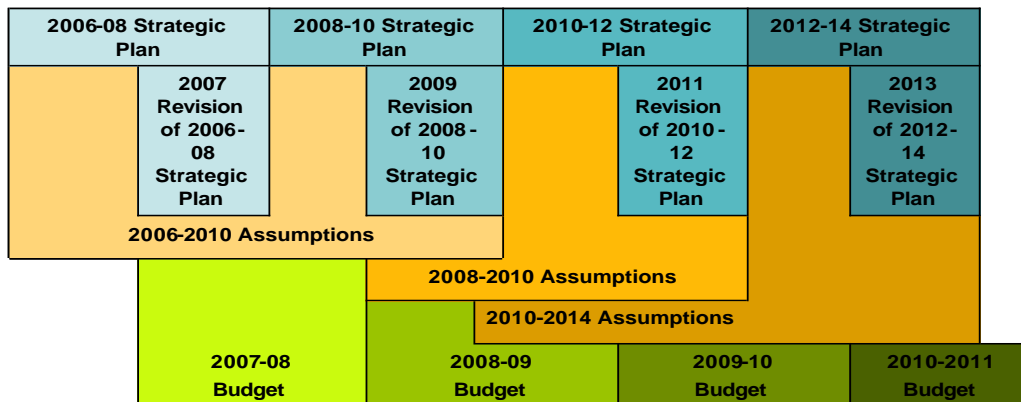 2006-08 Strategic
Plan
2008-10 Strategic
Plan
2010-12 Strategic
Plan
2012-14 Strategic
Plan
2007
Revision
of 2006-
08
Strategic
Plan
2009
Revision
of 2008-
10
Strategic
Plan
2011
Revision
of 2010-
12
Strategic
Plan
2013
Revision
of 2012-
14
Strategic
Plan
2006-2010 Assumptions
2008-2010 Assumptions
2010-2014 Assumptions
2007-08
Budget
2008-09
Budget
2009-10
Budget
2010-2011
Budget